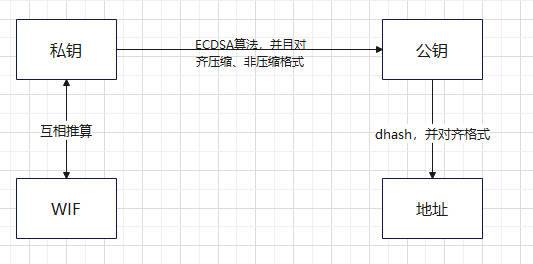 私钥
ECDSA算法，并且对
齐压缩、非压缩格式
公钥
互相推算
dhash，并对齐格式
WIF
地址